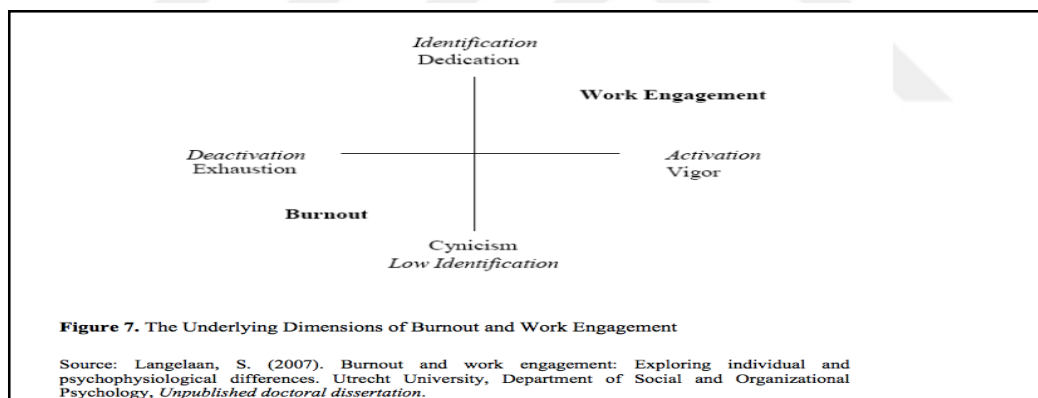 Identification
Dedication
Work Engagement
Deactivation
Exhaustion
Activation
Vigor
Burnout
Cynicism
Low Identification
Figure 7. The Underlying Dimensions of Burnout and Work Engagement
Source: Langelaan, S. (2007). Burnout and work engagement: Exploring individual and
psychophysiological differences. Utrecht University, Department of Social and Organizational
Psychology, Unpublished doctoral dissertation.